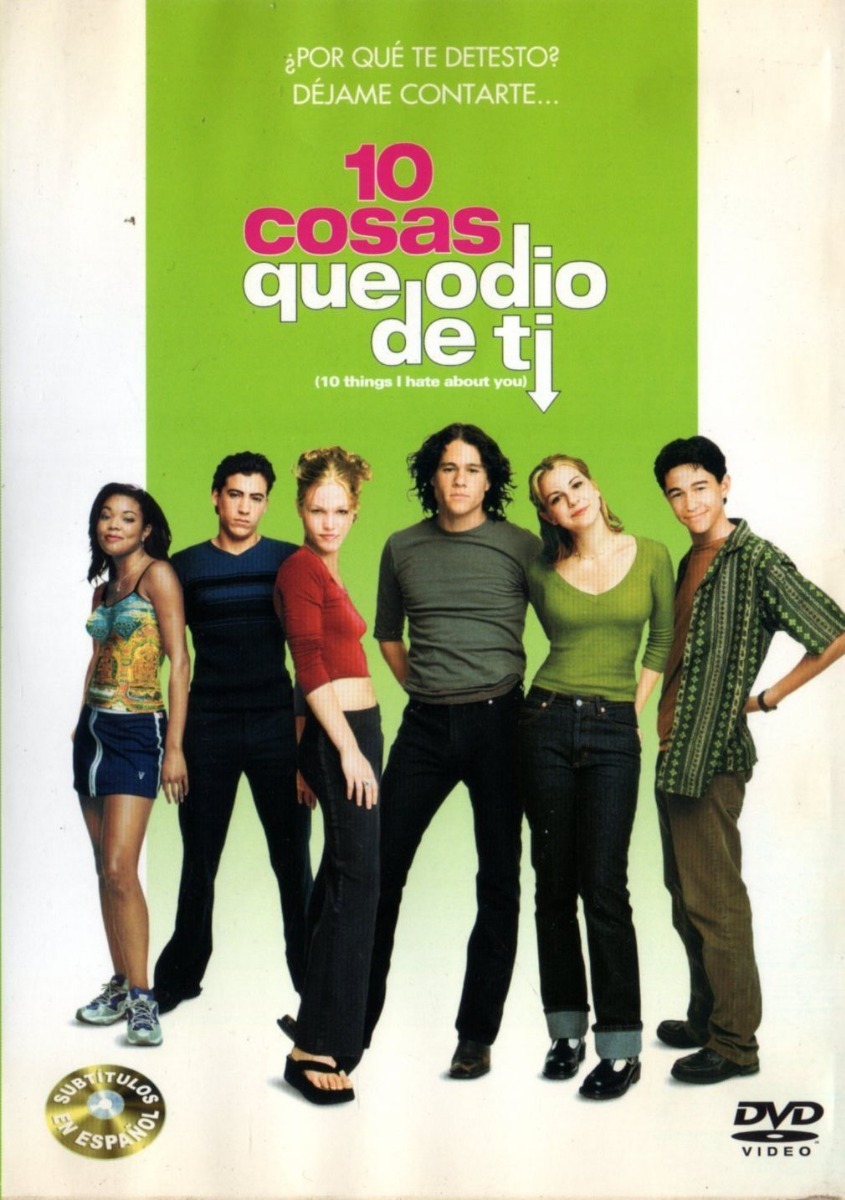 ¿POR QUÉ TE DETESTO?
DÉJAME CONTARTE...
10
cosas
que odio
de ti
(10 things I hate about you)
SUBTÍTULOS
EN ESPAÑOL
DVD
VIDEO